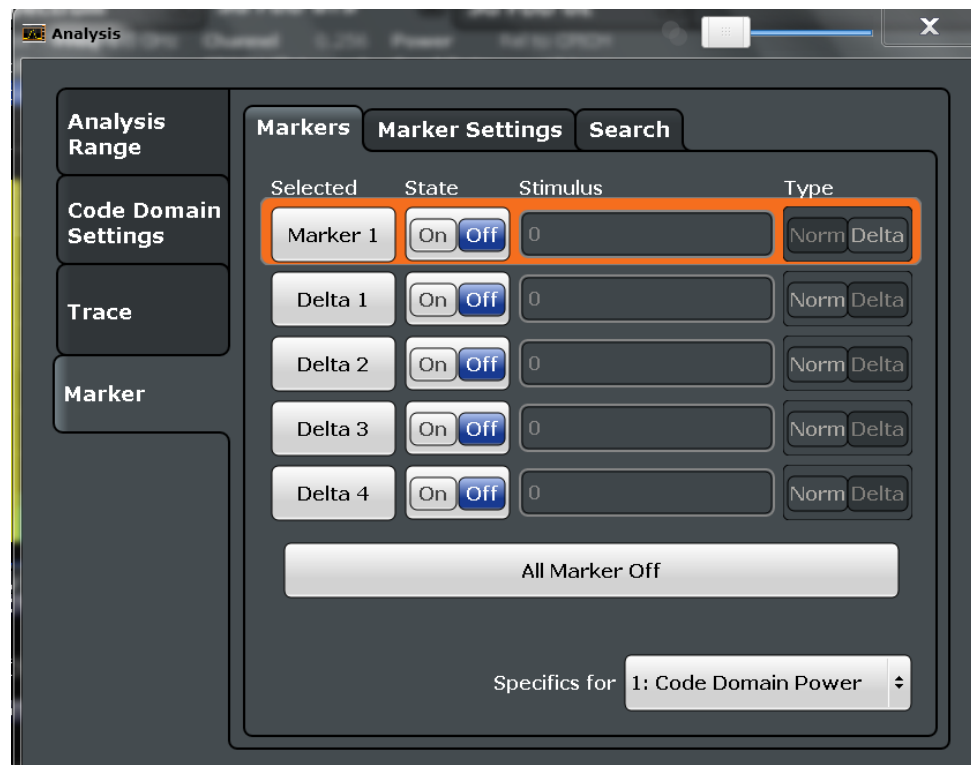 Analysis
X
Analysis Range
Code Domain Settings
Trace
Marker
Markers Marker Settings Search
Selected State Stimulus Type
Marker 1 On Off 0 Norm Delta
Delta 1 On Off 0 Norm Delta
Delta 2 On Off 0 Norm Delta
Delta 3 On Off 0 Norm Delta
Delta 4 On Off 0 Norm Delta
All Marker Off
Specifics for 1: Code Domain Power